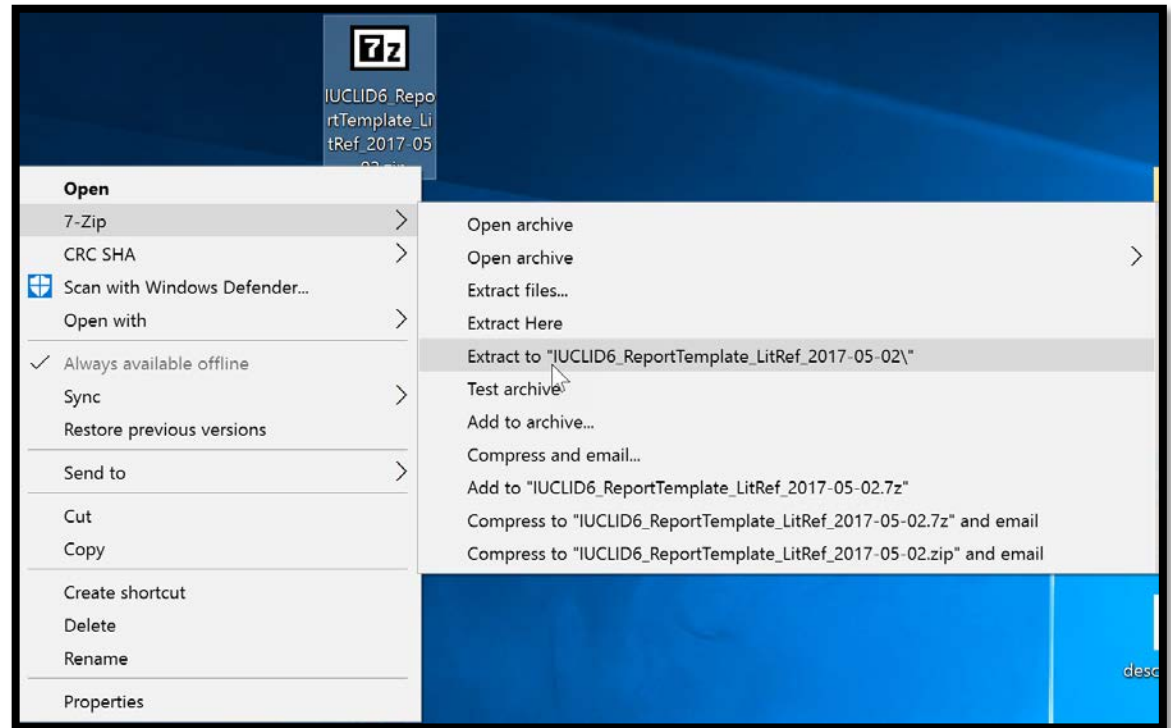 7z
IUCLID6_Repo
rtTemplate_Li
tRef_2017-05
Open
7-Zip
CRC SHA
Scan with Windows Defender...
Open with
Always available offline
Sync
Restore previous versions
Send to
Cut
Copy
Create shortcut
Delete
Rename
Properties
Open archive
Open archive
Extract files...
Extract Here
Extract to "IUCLID6_ReportTemplate_LitRef_2017-05-02\"
Test archive
Add to archive...
Compress and email...
Add to "IUCLID6_ReportTemplate_LitRef_2017-05-02.7z"
Compress to "IUCLID6_ReportTemplate_LitRef_2017-05-02.7z" and email
Compress to "IUCLID6_ReportTemplate_LitRef_2017-05-02.zip" and email
desc